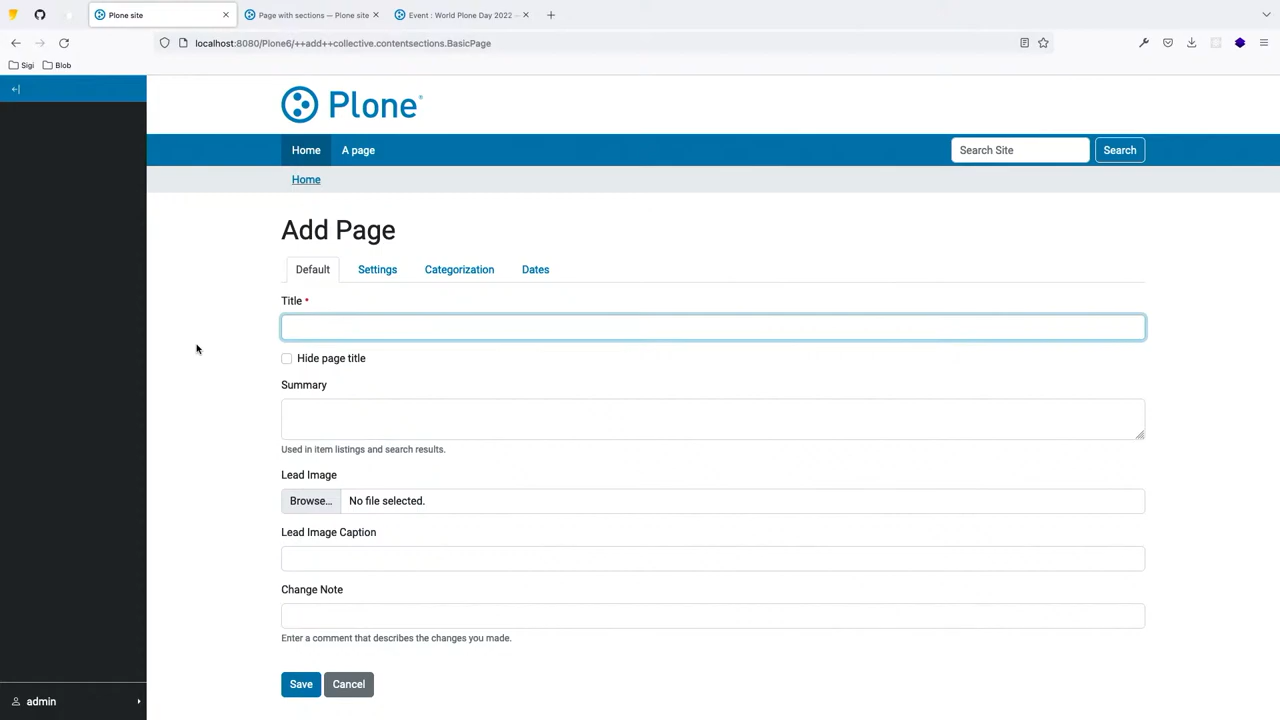 Plone site
Page with sections — Plone site
Event : World Plone Day 2022 —
localhost:8080/Plone6/++add++collective.contentsections.BasicPage
Sigi
Blob
Plone
Home
A page
Search Site
Search
Home
Add Page
Default
Settings
Categorization
Dates
Title
Hide page title
Summary
Used in item listings and search results.
Lead Image
Browse...
No file selected.
Lead Image Caption
Change Note
Enter a comment that describes the changes you made.
Save
Cancel
admin